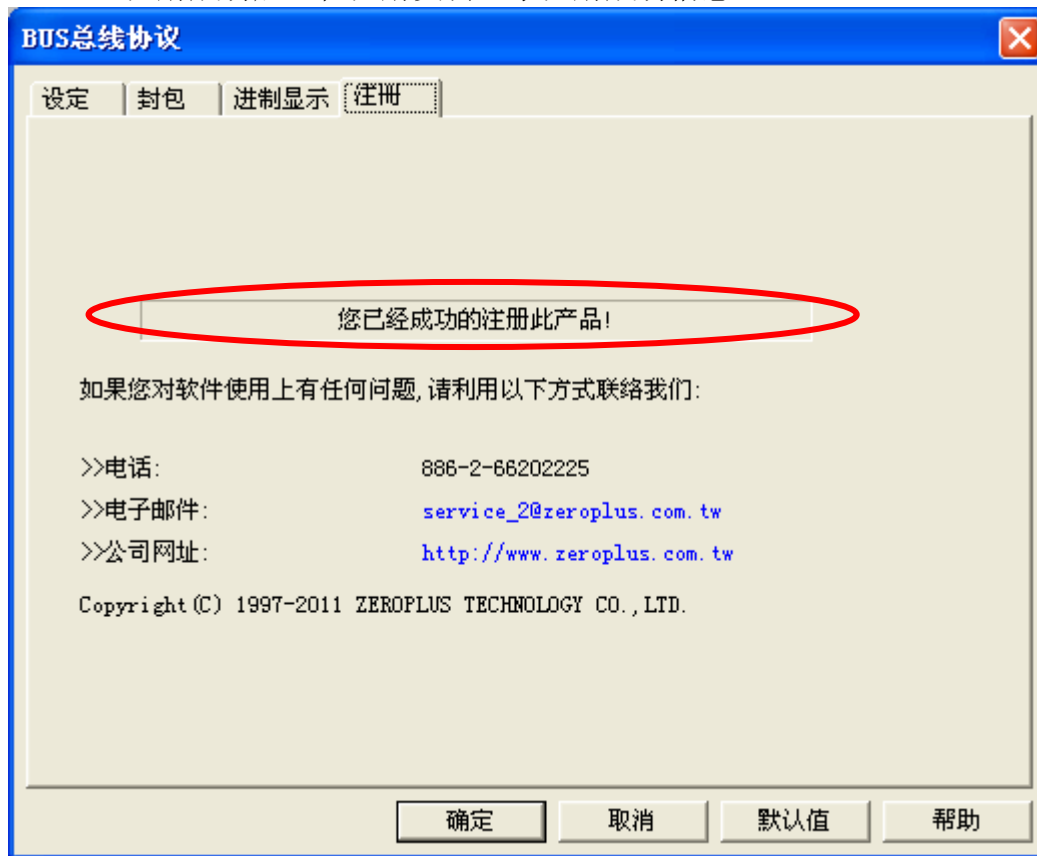 BUS总线协议
设定 封包 进制显示 注册
您已经成功的注册此产品!
如果您对软件使用上有任何问题,请利用以下方式联络我们:
>>电话: 886-2-66202225
>>电子邮件: service_2@zeroplus.com.tw
>>公司网址: http://www.zeroplus.com.tw
Copyright(C) 1997-2011 ZEROPLUS TECHNOLOGY CO.,LTD.
确定 取消 默认值 帮助